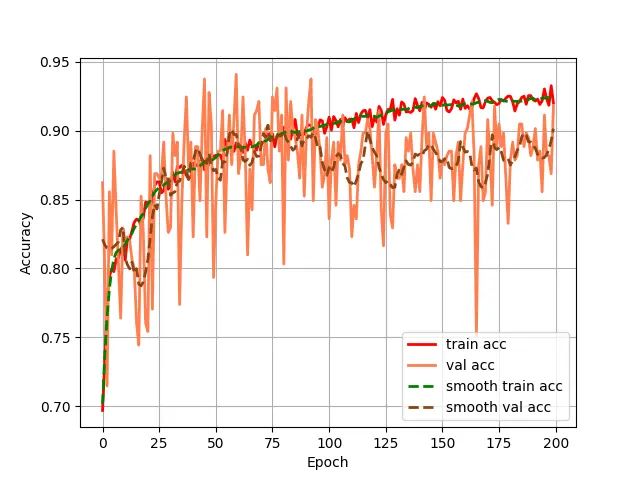 0.95
0.90
0.85
0.80
0.75
0.70
Accuracy
0 25 50 75 100 125 150 175 200
Epoch
train acc
val acc
smooth train acc
smooth val acc